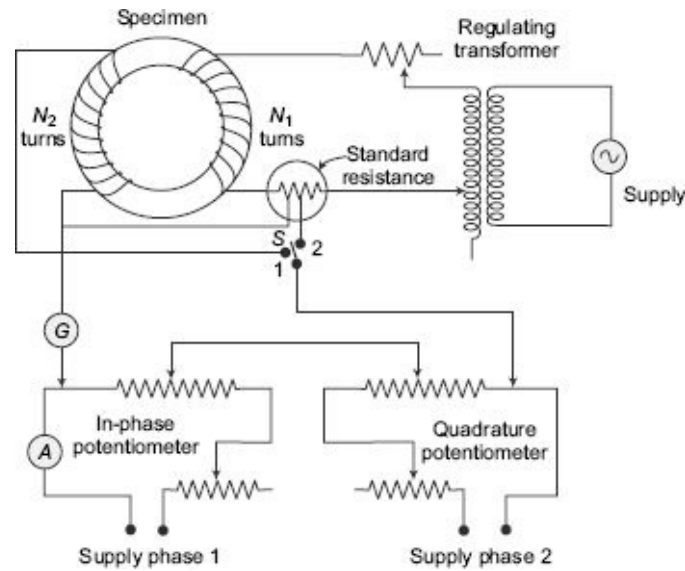 Specimen
Regulating
transformer
N₂
turns
N₁
turns
Standard
resistance
Supply
S
2
1
G
In-phase
potentiometer
Quadrature
potentiometer
A
Supply phase 1
Supply phase 2